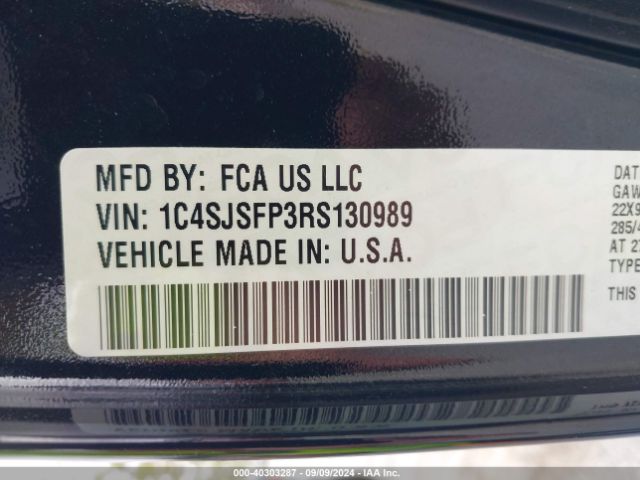 MFD BY: FCA US LLC
VIN: 1C4SJSFP3RS130989
VEHICLE MADE IN: U.S.A.
DAT
GAW
22X9
285/4
AT 27
TYPE
THIS
000-40303287 - 09/09/2024 - IAA Inc.